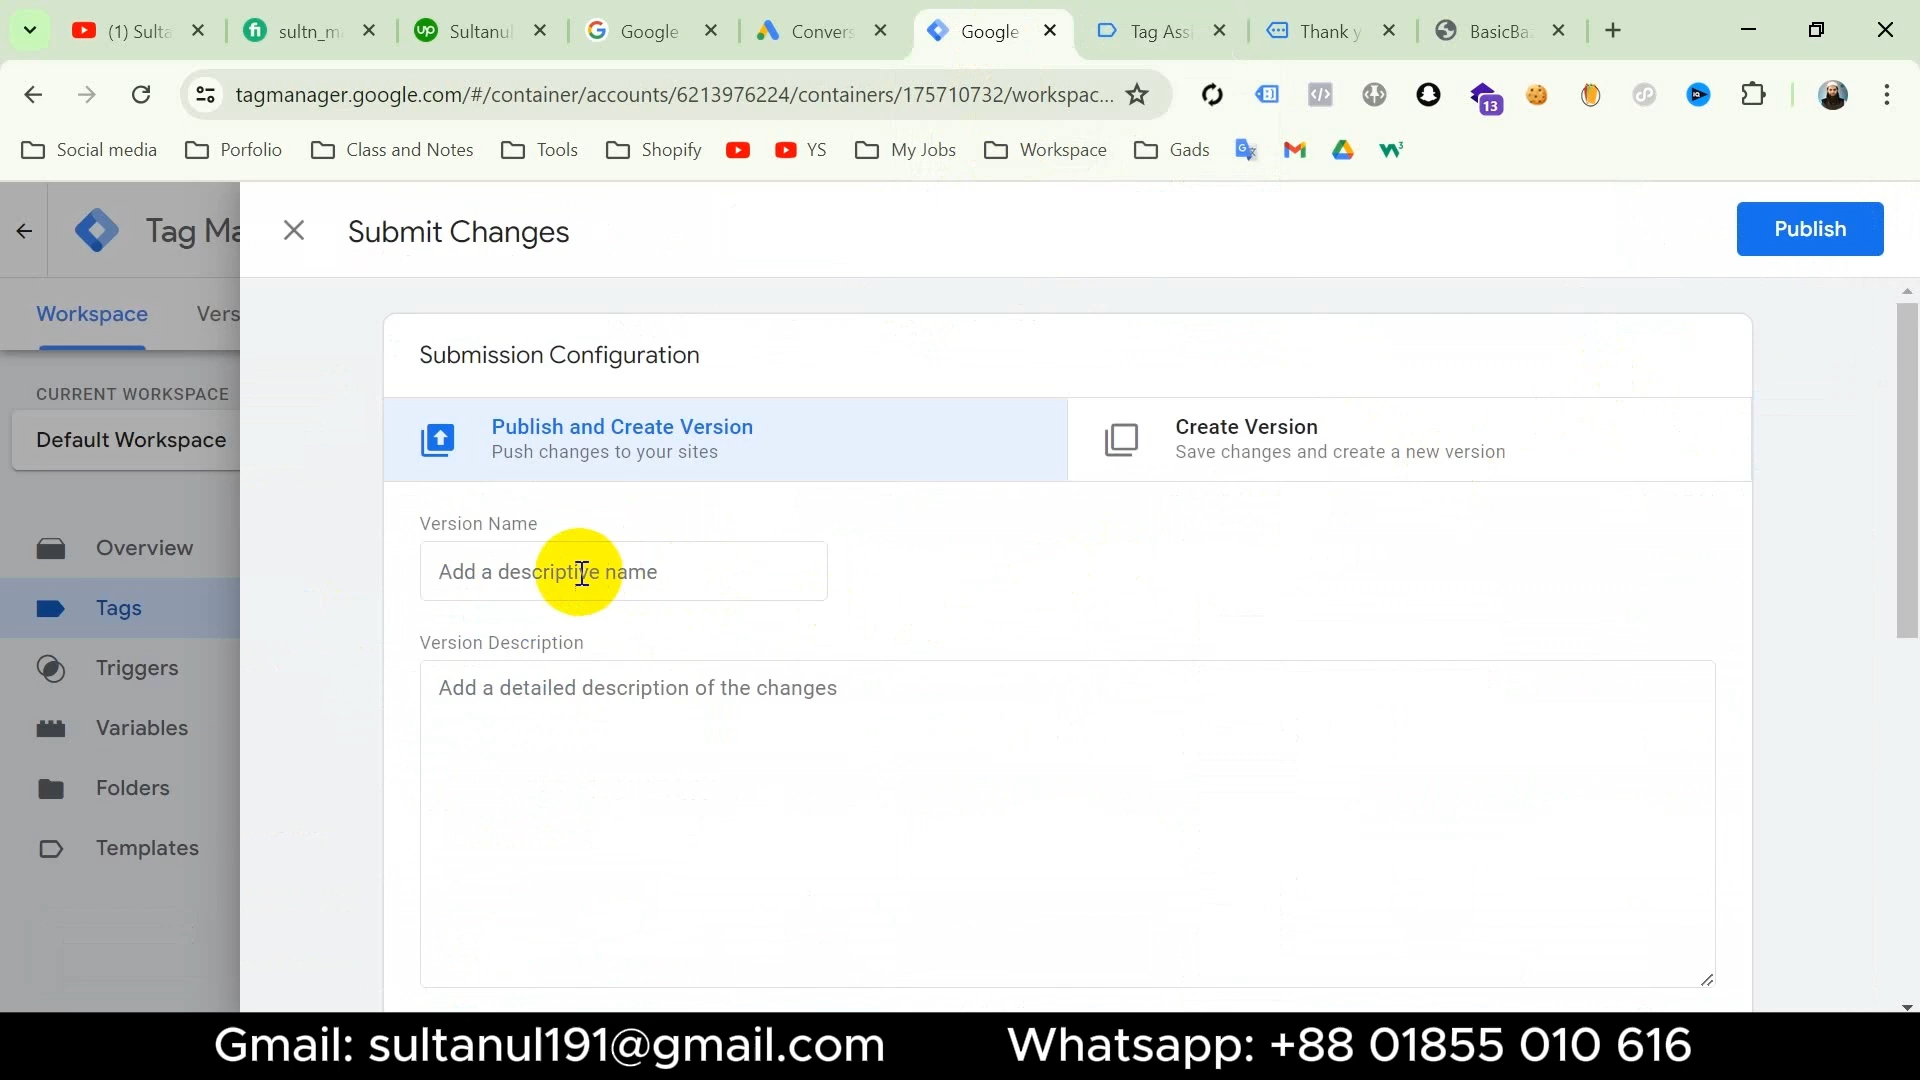 (1) Sulta
sultn_m
Sultanul
Google
Convers
Google
Tag Assi
Thank y
BasicBa
tagmanager.google.com/#/container/accounts/6213976224/containers/175710732/workspac...
13
Social media
Porfolio
Class and Notes
Tools
Shopify
YS
My Jobs
Workspace
Gads
Tag Ma
Submit Changes
Publish
Workspace
Vers
Submission Configuration
CURRENT WORKSPACE
Default Workspace
Publish and Create Version
Push changes to your sites
Create Version
Save changes and create a new version
Version Name
Add a descriptive name
Overview
Tags
Triggers
Variables
Folders
Templates
Version Description
Add a detailed description of the changes
Gmail: sultanul191@gmail.com
Whatsapp: +88 01855 010 616